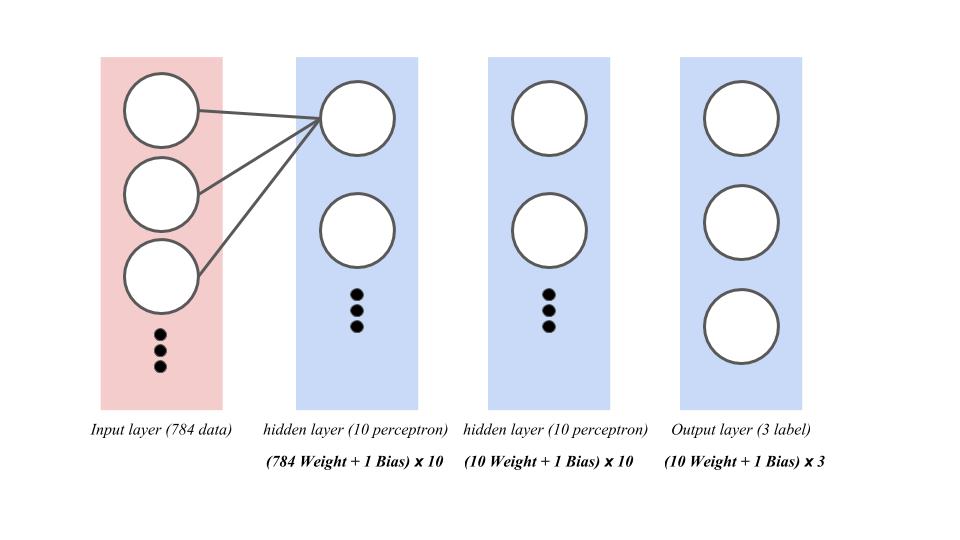 Input layer (784 data)
hidden layer (10 perceptron)
hidden layer (10 perceptron)
Output layer (3 label)
(784 Weight + 1 Bias) x 10
(10 Weight + 1 Bias) x 10
(10 Weight + 1 Bias) x 3